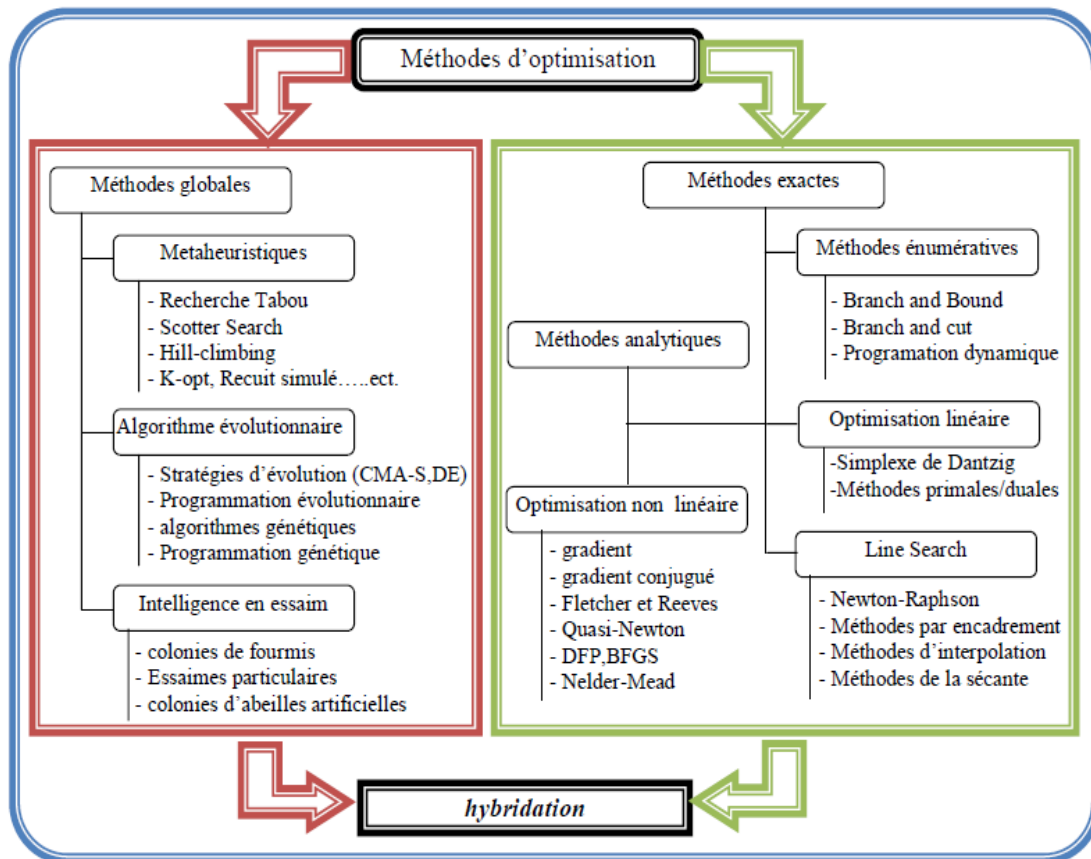 Méthodes d'optimisation
Méthodes globales
Metaheuristiques
- Recherche Tabou
- Scotter Search
- Hill-climbing
- K-opt, Recuit simulé…..ect.
Algorithme évolutionnaire
- Stratégies d'évolution (CMA-S,DE)
- Programmation évolutionnaire
- algorithmes génétiques
- Programmation génétique
Intelligence en essaim
- colonies de fourmis
- Essaimes particulaires
- colonies d'abeilles artificielles
Méthodes exactes
Méthodes énumératives
- Branch and Bound
- Branch and cut
- Programation dynamique
Méthodes analytiques
Optimisation linéaire
-Simplexe de Dantzig
-Méthodes primales/duales
Optimisation non linéaire
- gradient
- gradient conjugué
- Fletcher et Reeves
- Quasi-Newton
- DFP,BFGS
- Nelder-Mead
Line Search
- Newton-Raphson
- Méthodes par encadrement
- Méthodes d'interpolation
- Méthodes de la sécante
hybridation